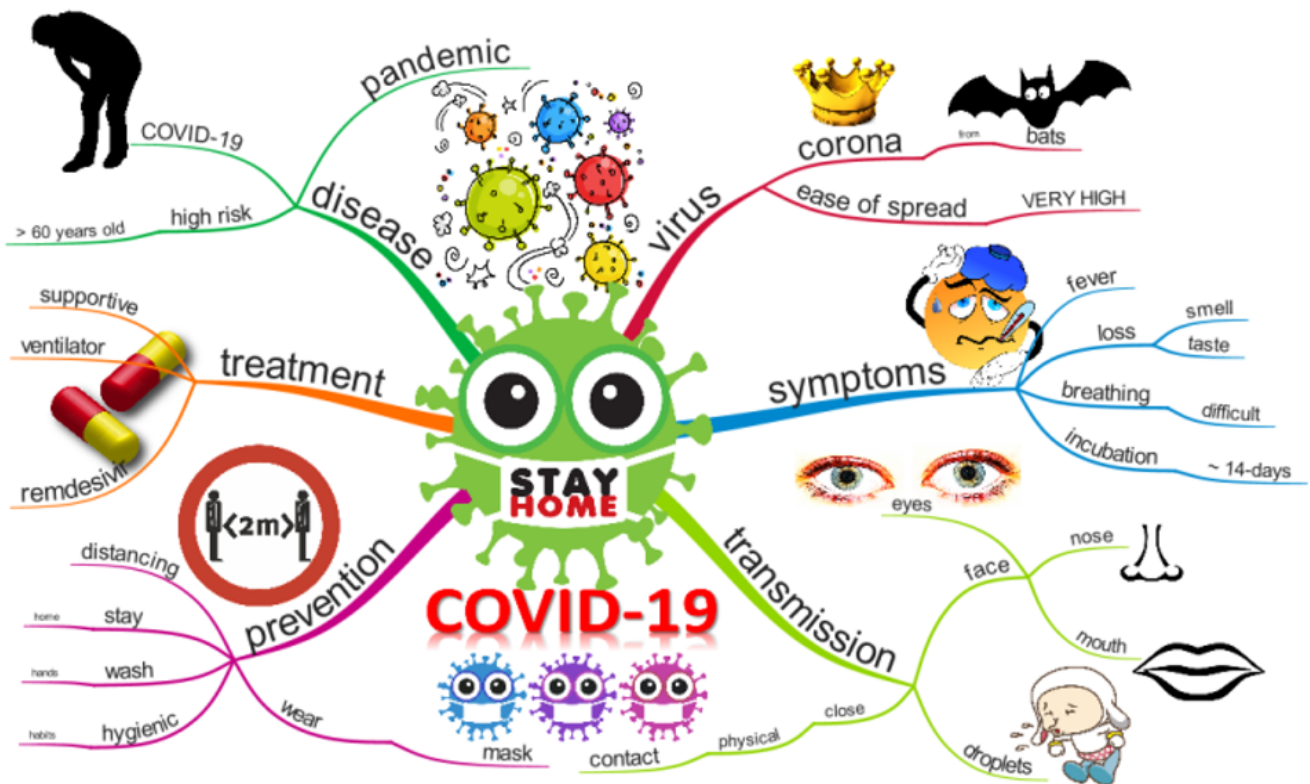 pandemic
COVID-19
disease
high risk
> 60 years old
virus
corona
from
bats
ease of spread
VERY HIGH
supportive
ventilator
treatment
remdesivir
symptoms
fever
loss
smell
taste
breathing
difficult
incubation
~ 14-days
STAY
HOME
<2m>
COVID-19
distancing
prevention
home
stay
hands
wash
habits
hygienic
wear
mask
transmission
eyes
face
nose
mouth
close
physical
contact
droplets